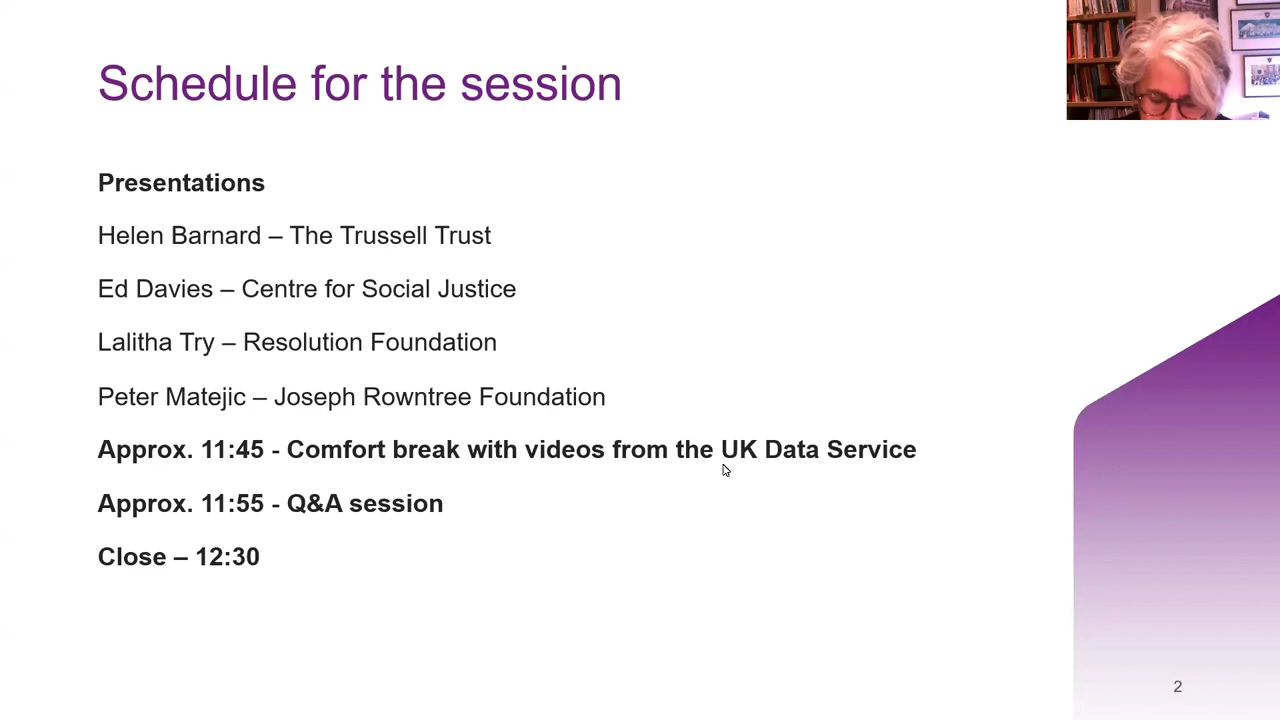 Schedule for the session
Presentations
Helen Barnard – The Trussell Trust
Ed Davies – Centre for Social Justice
Lalitha Try – Resolution Foundation
Peter Matejic – Joseph Rowntree Foundation
Approx. 11:45 - Comfort break with videos from the UK Data Service
Approx. 11:55 - Q&A session
Close – 12:30
2